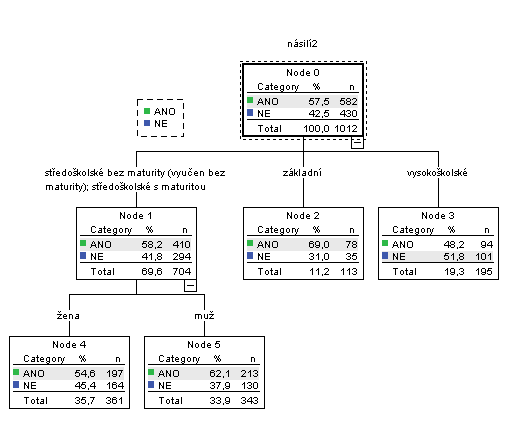 násilí2
Node 0
Category % n
ANO 57,5 582
NE 42,5 430
Total 100,0 1012
ANO
NE
středoškolské bez maturity (vyučen bez
maturity); středoškolské s maturitou
základní
vysokoškolské
Node 1
Category % n
ANO 58,2 410
NE 41,8 294
Total 69,6 704
Node 2
Category % n
ANO 69,0 78
NE 31,0 35
Total 11,2 113
Node 3
Category % n
ANO 48,2 94
NE 51,8 101
Total 19,3 195
žena
muž
Node 4
Category % n
ANO 54,6 197
NE 45,4 164
Total 35,7 361
Node 5
Category % n
ANO 62,1 213
NE 37,9 130
Total 33,9 343